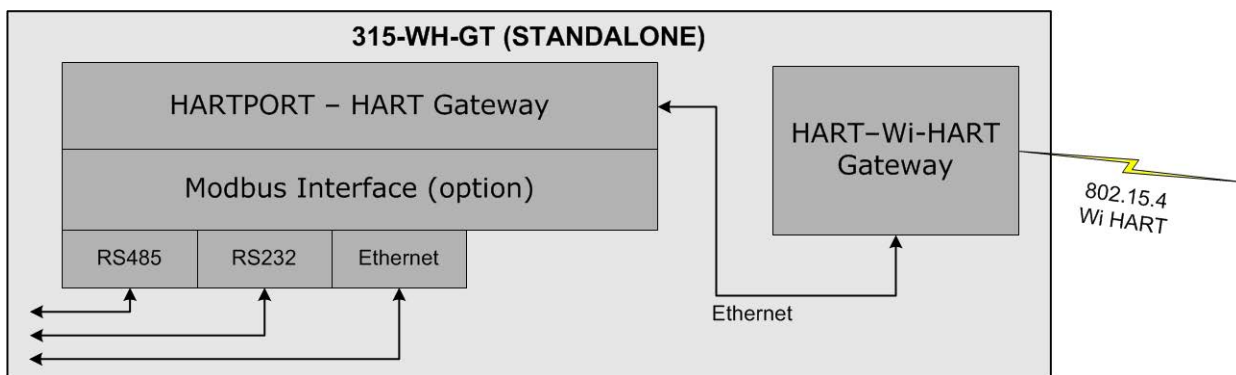 315-WH-GT (STANDALONE)
HARTPORT – HART Gateway
Modbus Interface (option)
RS485
RS232
Ethernet
HART–Wi-HART
Gateway
Ethernet
802.15.4
Wi HART